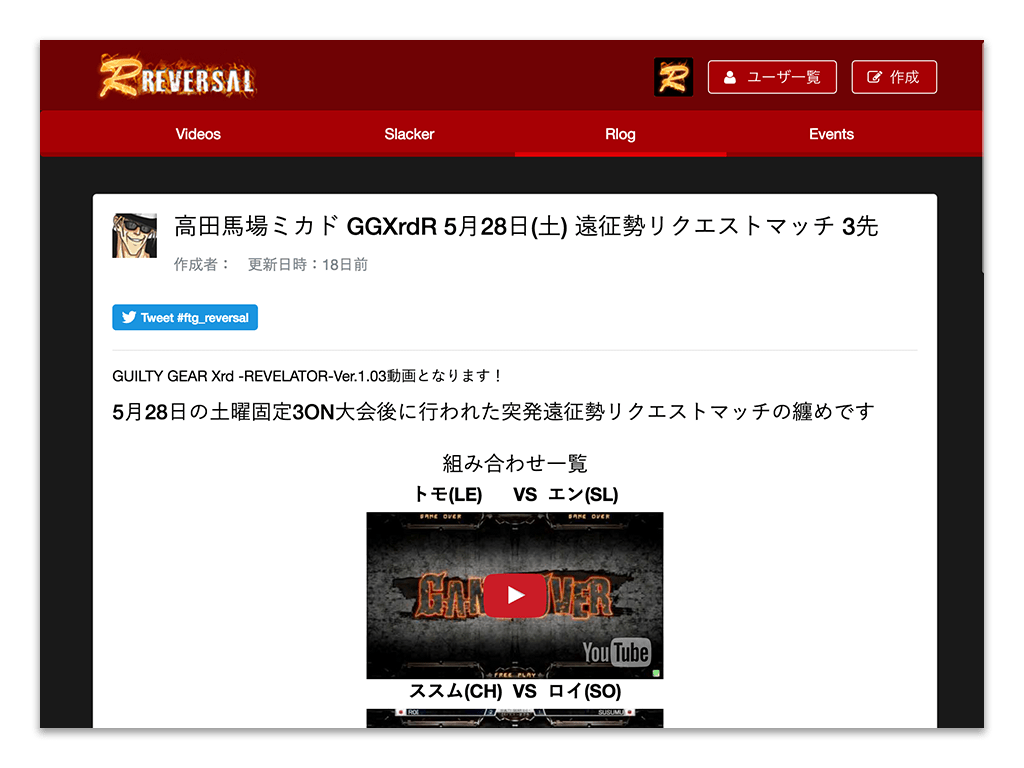 REVERSAL
ユーザ一覧
作成
Videos
Slacker
Rlog
Events
高田馬場ミカド GGXrdR 5月28日(土) 遠征勢リクエストマッチ 3先
作成者： 更新日時：18日前
Tweet #ftg_reversal
GUILTY GEAR Xrd -REVELATOR-Ver.1.03動画となります！
5月28日の土曜固定3ON大会後に行われた突発遠征勢リクエストマッチの纏めです
組み合わせ一覧
トモ(LE) VS エン(SL)
GAME OVER GAME OVER
GAME OVER
YouTube
FREE PLAY
ススム(CH) VS ロイ(SO)
ROI 2 SUSUMU